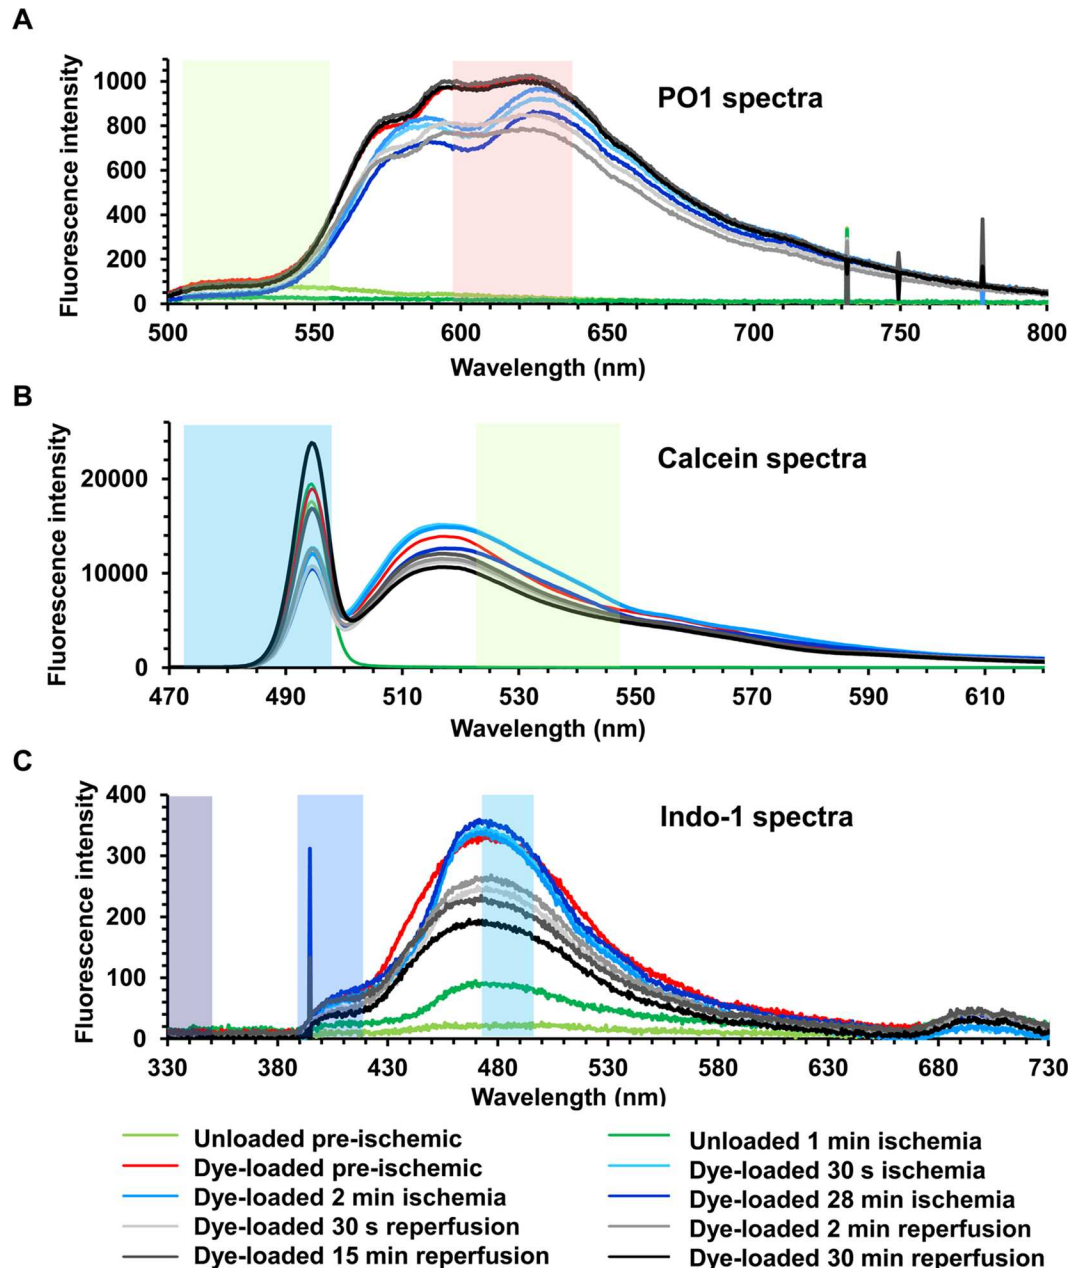 A
PO1 spectra
Fluorescence intensity
1000
800
600
400
200
0
500 550 600 650 700 750 800
Wavelength (nm)
B
Calcein spectra
Fluorescence intensity
20000
10000
0
470 490 510 530 550 570 590 610
Wavelength (nm)
C
Indo-1 spectra
Fluorescence intensity
400
300
200
100
0
330 380 430 480 530 580 630 680 730
Wavelength (nm)
Unloaded pre-ischemic
Dye-loaded pre-ischemic
Dye-loaded 2 min ischemia
Dye-loaded 30 s reperfusion
Dye-loaded 15 min reperfusion
Unloaded 1 min ischemia
Dye-loaded 30 s ischemia
Dye-loaded 28 min ischemia
Dye-loaded 2 min reperfusion
Dye-loaded 30 min reperfusion